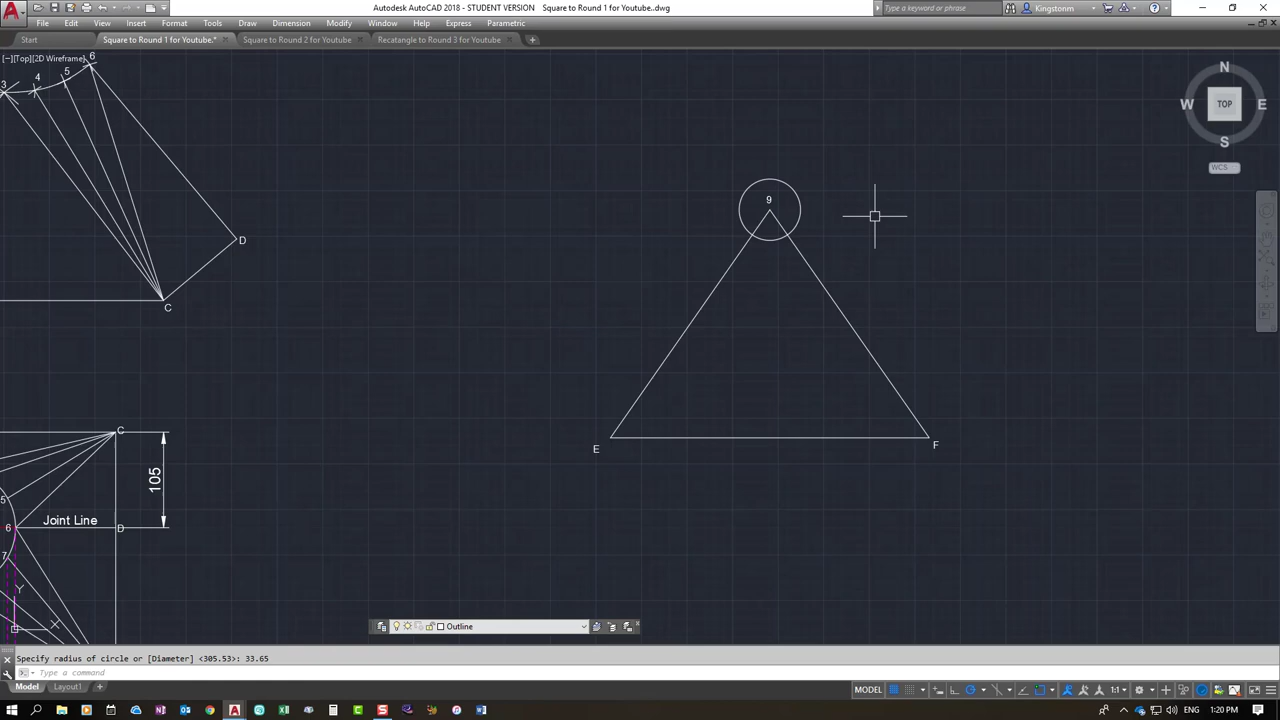 Autodesk AutoCAD 2018 - STUDENT VERSION Square to Round 1 for Youtube..dwg
Type a keyword or phrase
Kingstonm
File Edit View Insert Format Tools Draw Dimension Modify Window Help Express Parametric
Start Square to Round 1 for Youtube.* Square to Round 2 for Youtube Recatangle to Round 3 for Youtube
[−][Top][2D Wireframe]
6
5
4
3
D
C
9
E
F
N
W TOP E
S
WCS
C
105
5
6 Joint Line D
7
Y
X
Outline
Specify radius of circle or [Diameter] <305.53>: 33.65
Type a command
Model Layout1
MODEL 1:1
1:20 PM